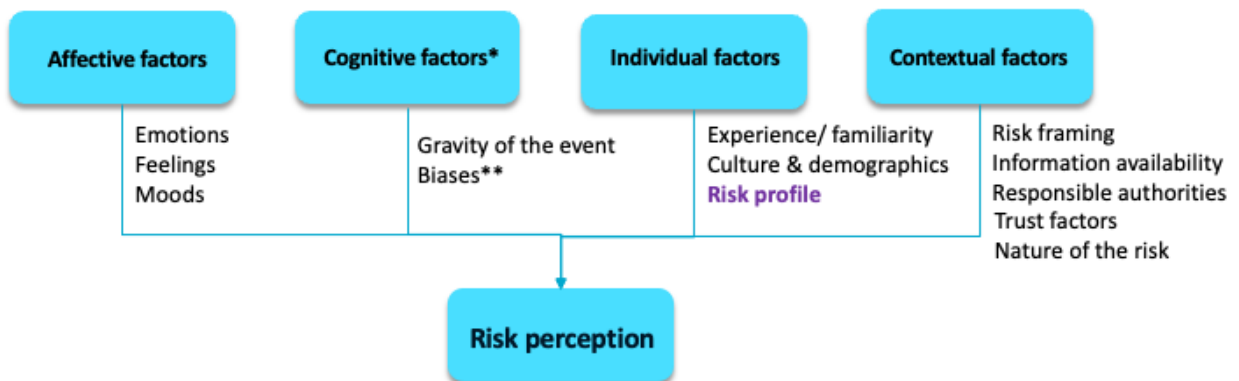 Affective factors
Cognitive factors*
Individual factors
Contextual factors
Emotions
Feelings
Moods
Gravity of the event
Biases**
Experience/ familiarity
Culture & demographics
Risk profile
Risk framing
Information availability
Responsible authorities
Trust factors
Nature of the risk
Risk perception